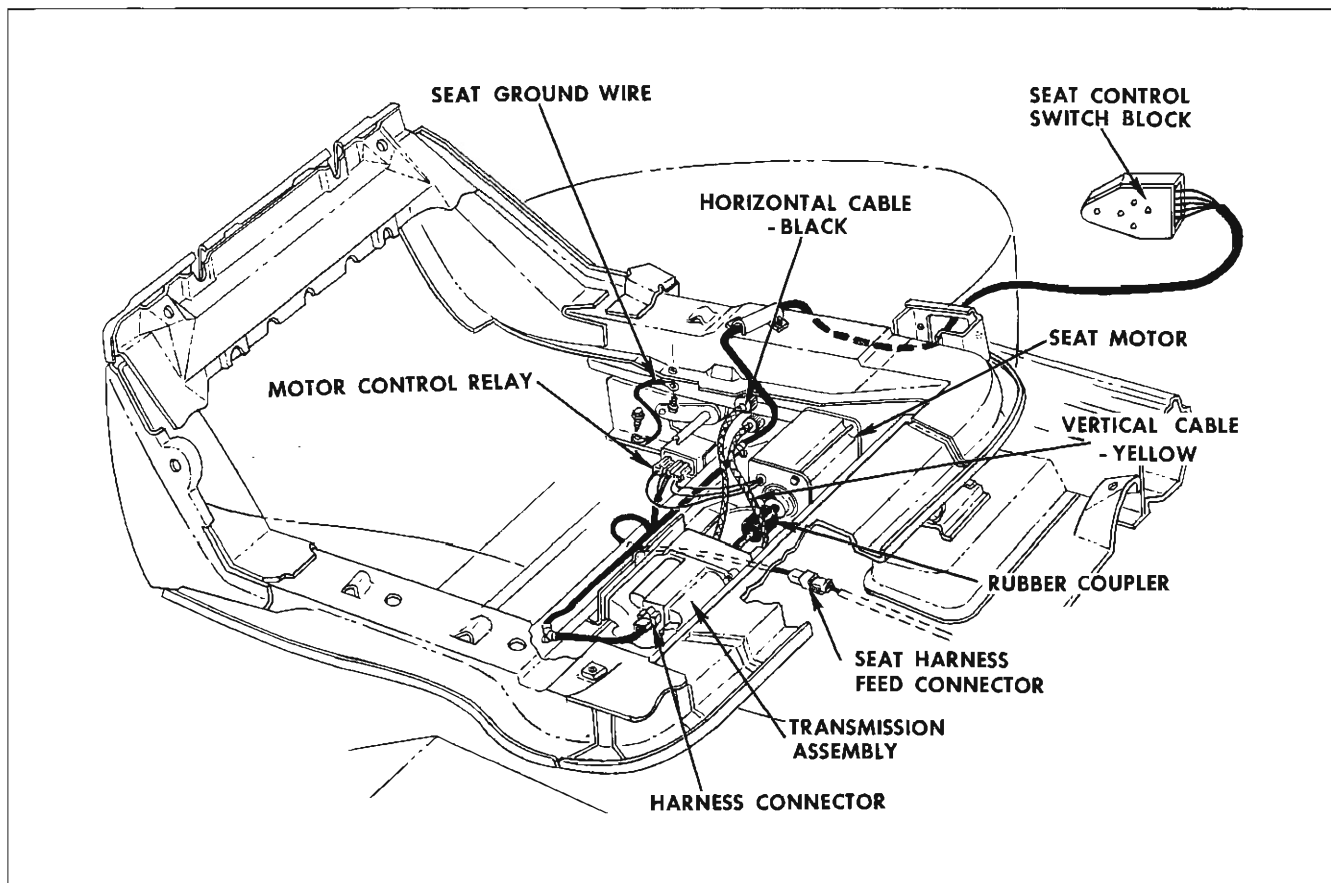 SEAT GROUND WIRE
SEAT CONTROL
SWITCH BLOCK
HORIZONTAL CABLE
-BLACK
SEAT MOTOR
MOTOR CONTROL RELAY
VERTICAL CABLE
-YELLOW
RUBBER COUPLER
SEAT HARNESS
FEED CONNECTOR
TRANSMISSION
ASSEMBLY
HARNESS CONNECTOR